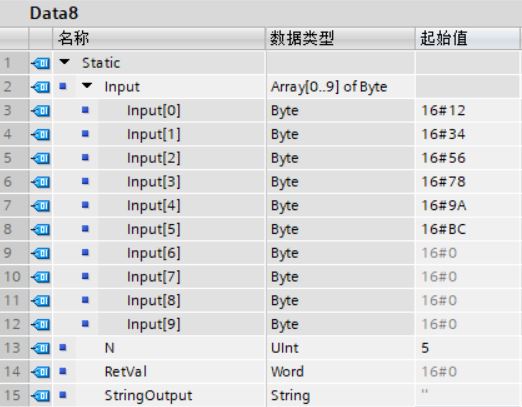 Data8
名称 数据类型 起始值
1 Static
2 Input Array[0..9] of Byte
3 Input[0] Byte 16#12
4 Input[1] Byte 16#34
5 Input[2] Byte 16#56
6 Input[3] Byte 16#78
7 Input[4] Byte 16#9A
8 Input[5] Byte 16#BC
9 Input[6] Byte 16#0
10 Input[7] Byte 16#0
11 Input[8] Byte 16#0
12 Input[9] Byte 16#0
13 N UInt 5
14 RetVal Word 16#0
15 StringOutput String ''